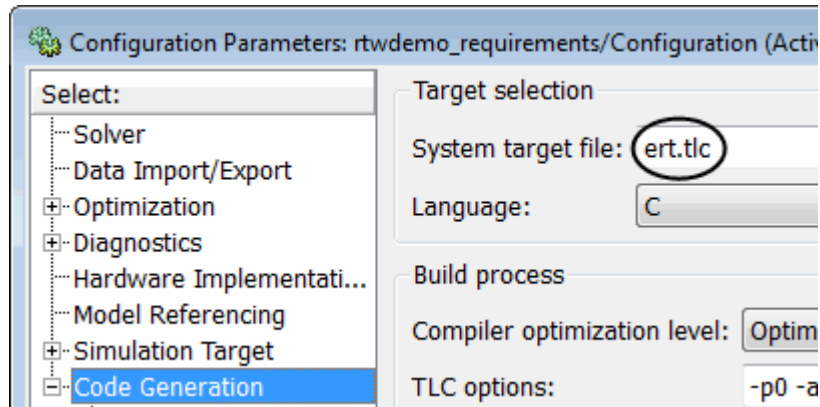 Configuration Parameters: rtwdemo_requirements/Configuration (Activ
Select:
Solver
Data Import/Export
Optimization
Diagnostics
Hardware Implementati...
Model Referencing
Simulation Target
Code Generation
Target selection
System target file: ert.tlc
Language: C
Build process
Compiler optimization level: Optim
TLC options: -p0 -a